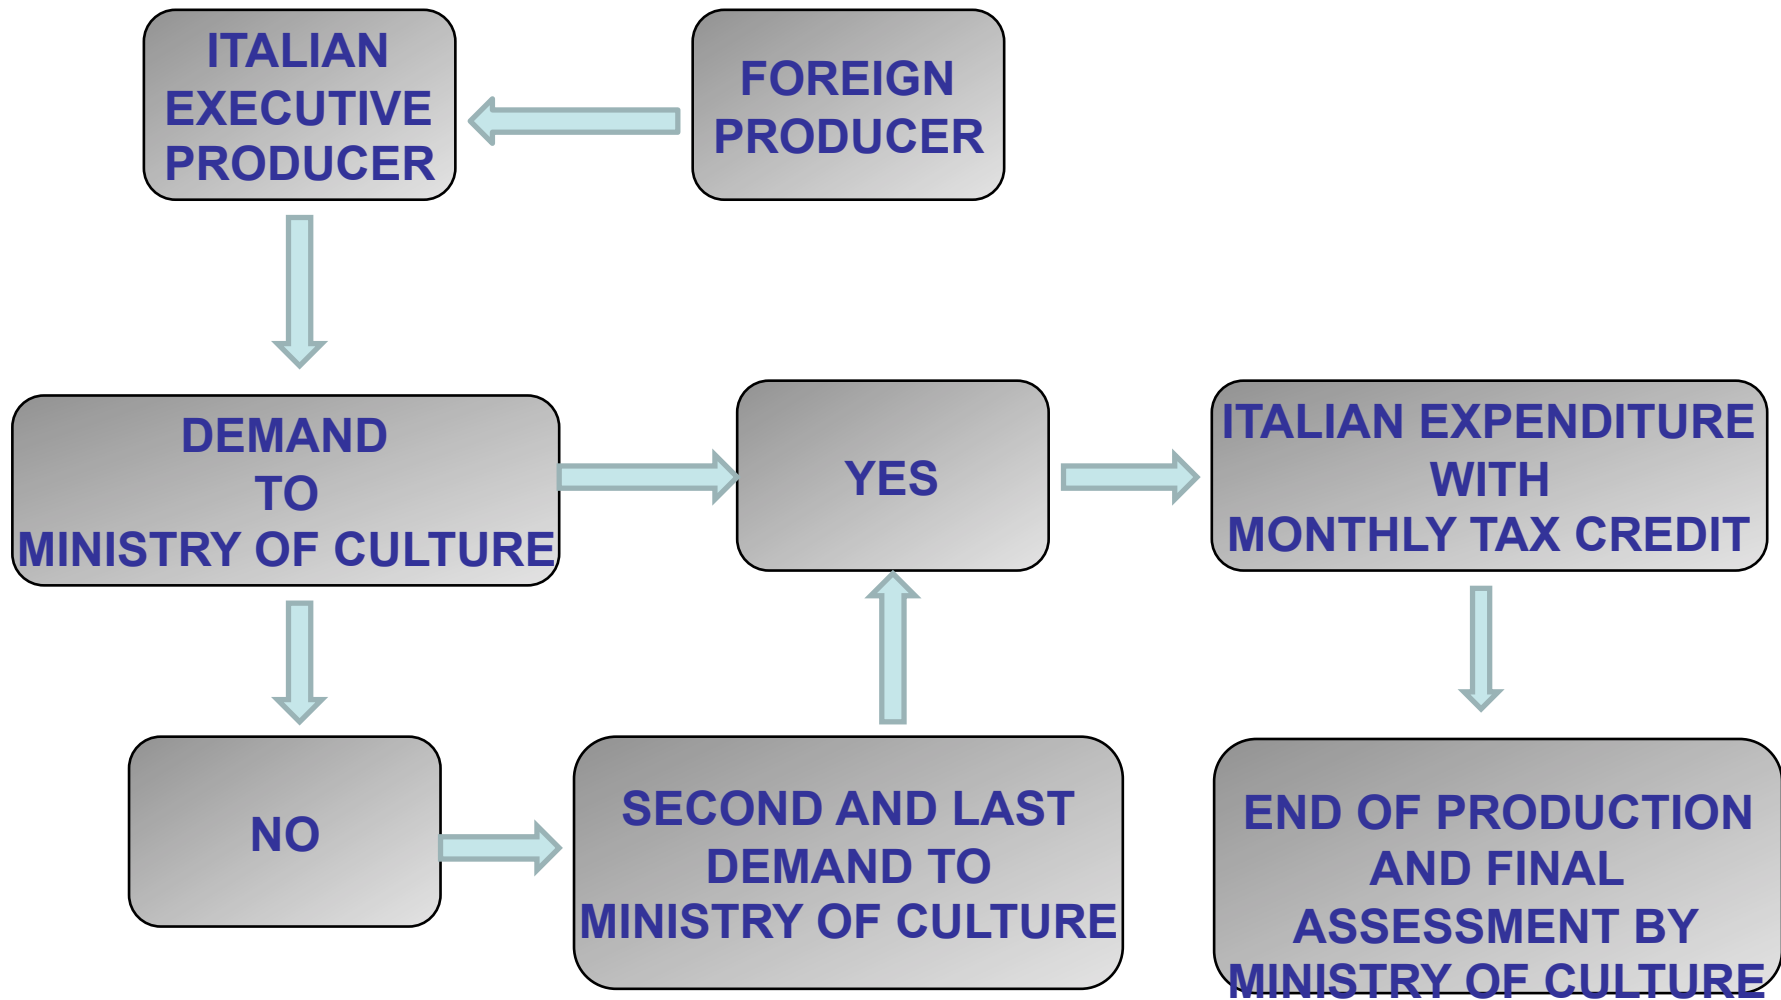 ITALIAN
EXECUTIVE
PRODUCER
FOREIGN
PRODUCER
DEMAND
TO
MINISTRY OF CULTURE
YES
ITALIAN EXPENDITURE
WITH
MONTHLY TAX CREDIT
NO
SECOND AND LAST
DEMAND TO
MINISTRY OF CULTURE
END OF PRODUCTION
AND FINAL
ASSESSMENT BY
MINISTRY OF CULTURE